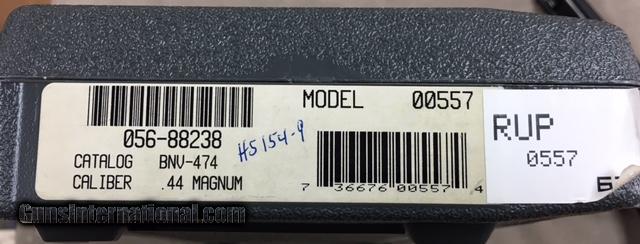 MODEL 00557
056-88238
H5154-9
CATALOG BNV-474
CALIBER .44 MAGNUM
7 36676 00557 4
RUP
0557
GunsInternational.com